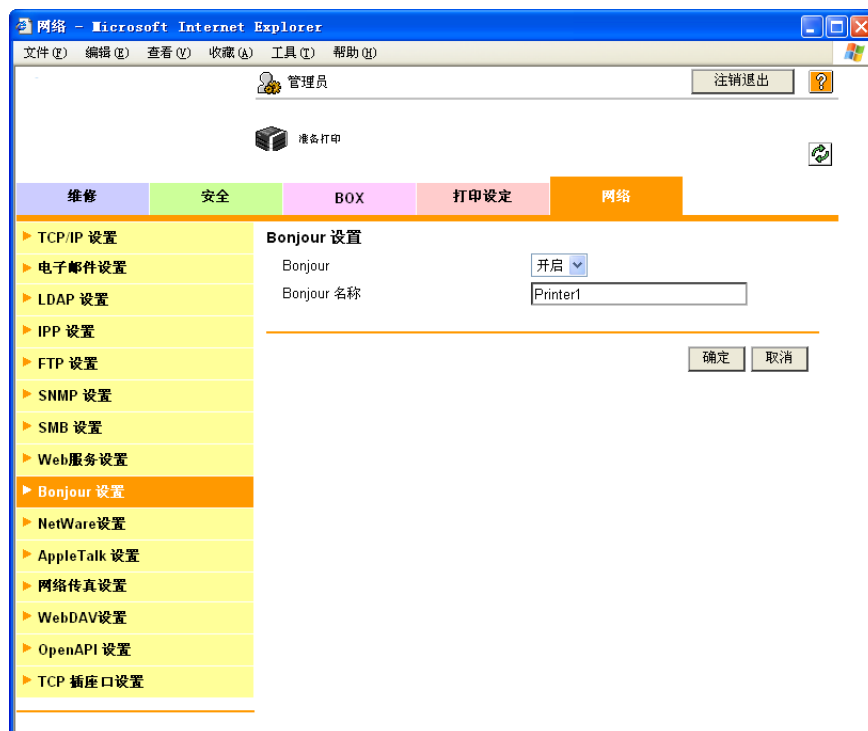 网络 - Microsoft Internet Explorer
文件(F) 编辑(E) 查看(V) 收藏(A) 工具(T) 帮助(H)
管理员 注销退出 ?
准备打印
维修 安全 BOX 打印设定 网络
TCP/IP 设置
电子邮件设置
LDAP 设置
IPP 设置
FTP 设置
SNMP 设置
SMB 设置
Web服务设置
Bonjour 设置
NetWare设置
AppleTalk 设置
网络传真设置
WebDAV设置
OpenAPI 设置
TCP 插座口设置
Bonjour 设置
Bonjour 开启
Bonjour 名称 Printer1
确定 取消